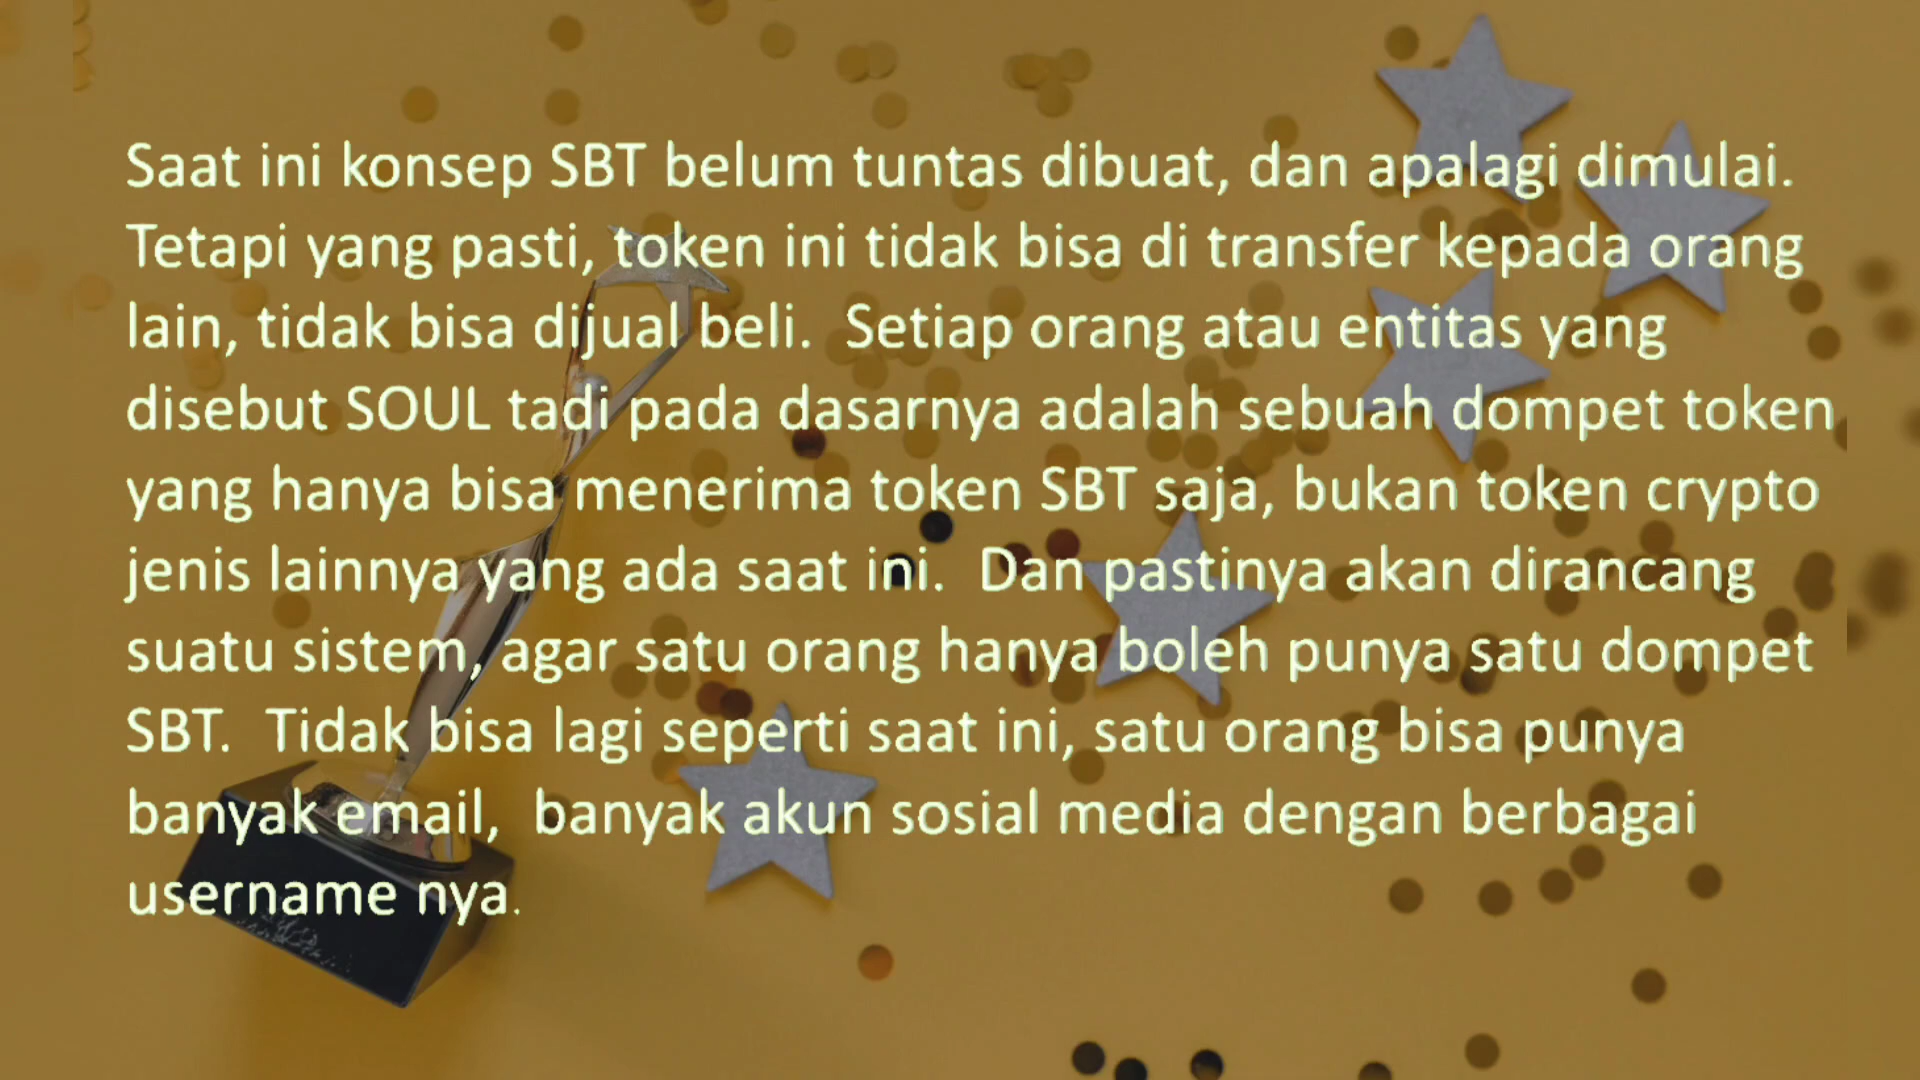 Saat ini konsep SBT belum tuntas dibuat, dan apalagi dimulai.
Tetapi yang pasti, token ini tidak bisa di transfer kepada orang
lain, tidak bisa dijual beli.  Setiap orang atau entitas yang
disebut SOUL tadi pada dasarnya adalah sebuah dompet token
yang hanya bisa menerima token SBT saja, bukan token crypto
jenis lainnya yang ada saat ini.  Dan pastinya akan dirancang
suatu sistem, agar satu orang hanya boleh punya satu dompet
SBT.  Tidak bisa lagi seperti saat ini, satu orang bisa punya
banyak email,  banyak akun sosial media dengan berbagai
username nya.